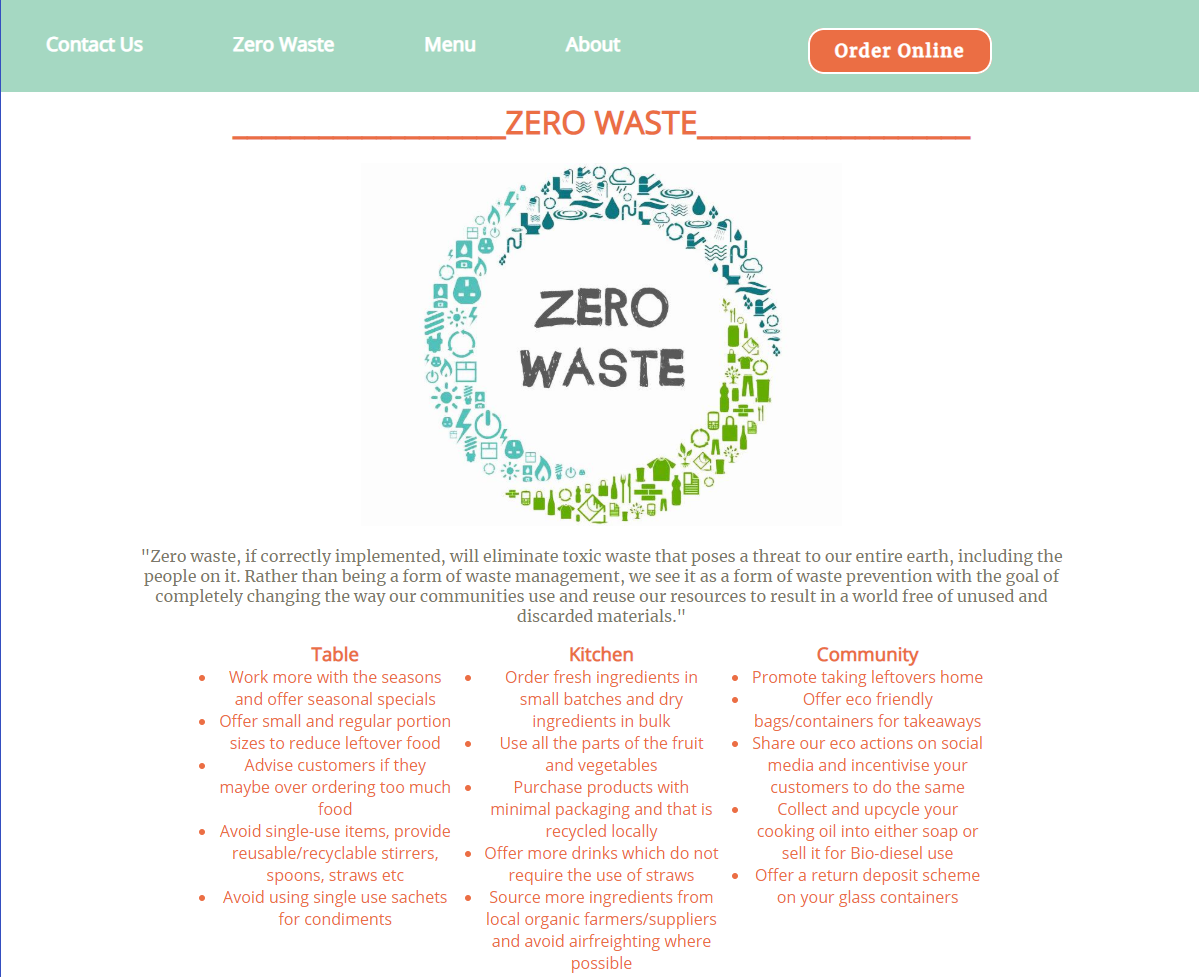 Contact Us Zero Waste Menu About Order Online
__________________ZERO WASTE__________________
ZERO
WASTE
"Zero waste, if correctly implemented, will eliminate toxic waste that poses a threat to our entire earth, including the
people on it. Rather than being a form of waste management, we see it as a form of waste prevention with the goal of
completely changing the way our communities use and reuse our resources to result in a world free of unused and
discarded materials."
Table
• Work more with the seasons
and offer seasonal specials
• Offer small and regular portion
sizes to reduce leftover food
• Advise customers if they
maybe over ordering too much
food
• Avoid single-use items, provide
reusable/recyclable stirrers,
spoons, straws etc
• Avoid using single use sachets
for condiments
Kitchen
• Order fresh ingredients in
small batches and dry
ingredients in bulk
• Use all the parts of the fruit
and vegetables
• Purchase products with
minimal packaging and that is
recycled locally
• Offer more drinks which do not
require the use of straws
• Source more ingredients from
local organic farmers/suppliers
and avoid airfreighting where
possible
Community
• Promote taking leftovers home
• Offer eco friendly
bags/containers for takeaways
• Share our eco actions on social
media and incentivise your
customers to do the same
• Collect and upcycle your
cooking oil into either soap or
sell it for Bio-diesel use
• Offer a return deposit scheme
on your glass containers